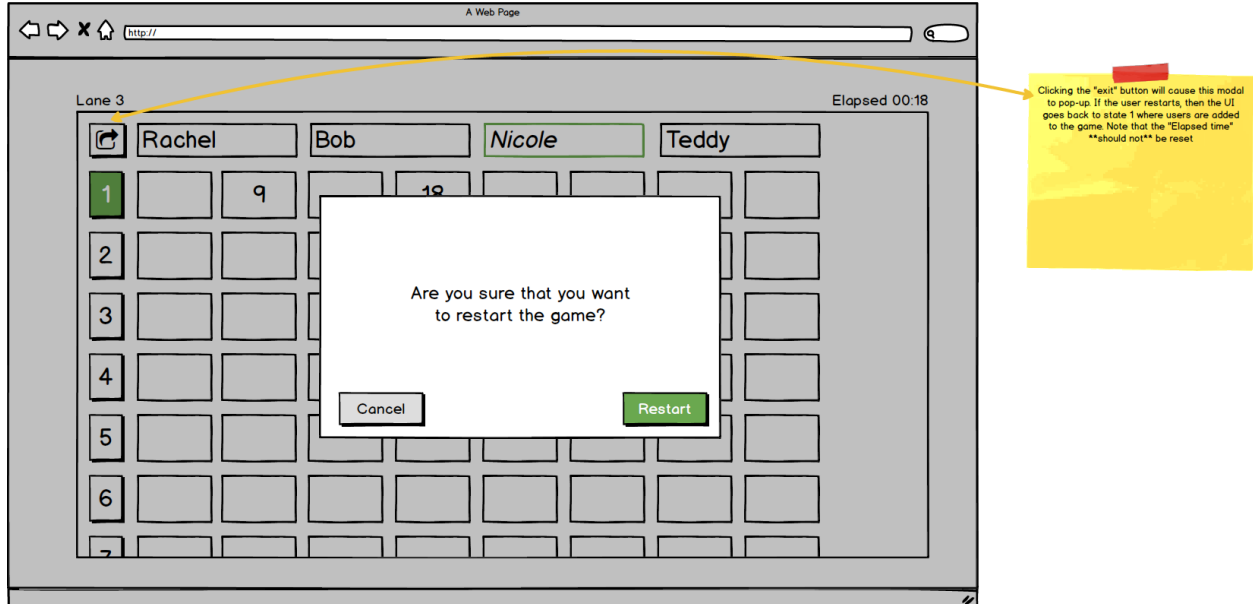 A Web Page
http://
Lane 3
Elapsed 00:18
Rachel
Bob
Nicole
Teddy
1
9
18
2
3
4
5
6
7
Are you sure that you want
to restart the game?
Cancel
Restart
Clicking the "exit" button will cause this modal
to pop-up. If the user restarts, then the UI
goes back to state 1 where users are added
to the game. Note that the "Elapsed time"
**should not** be reset